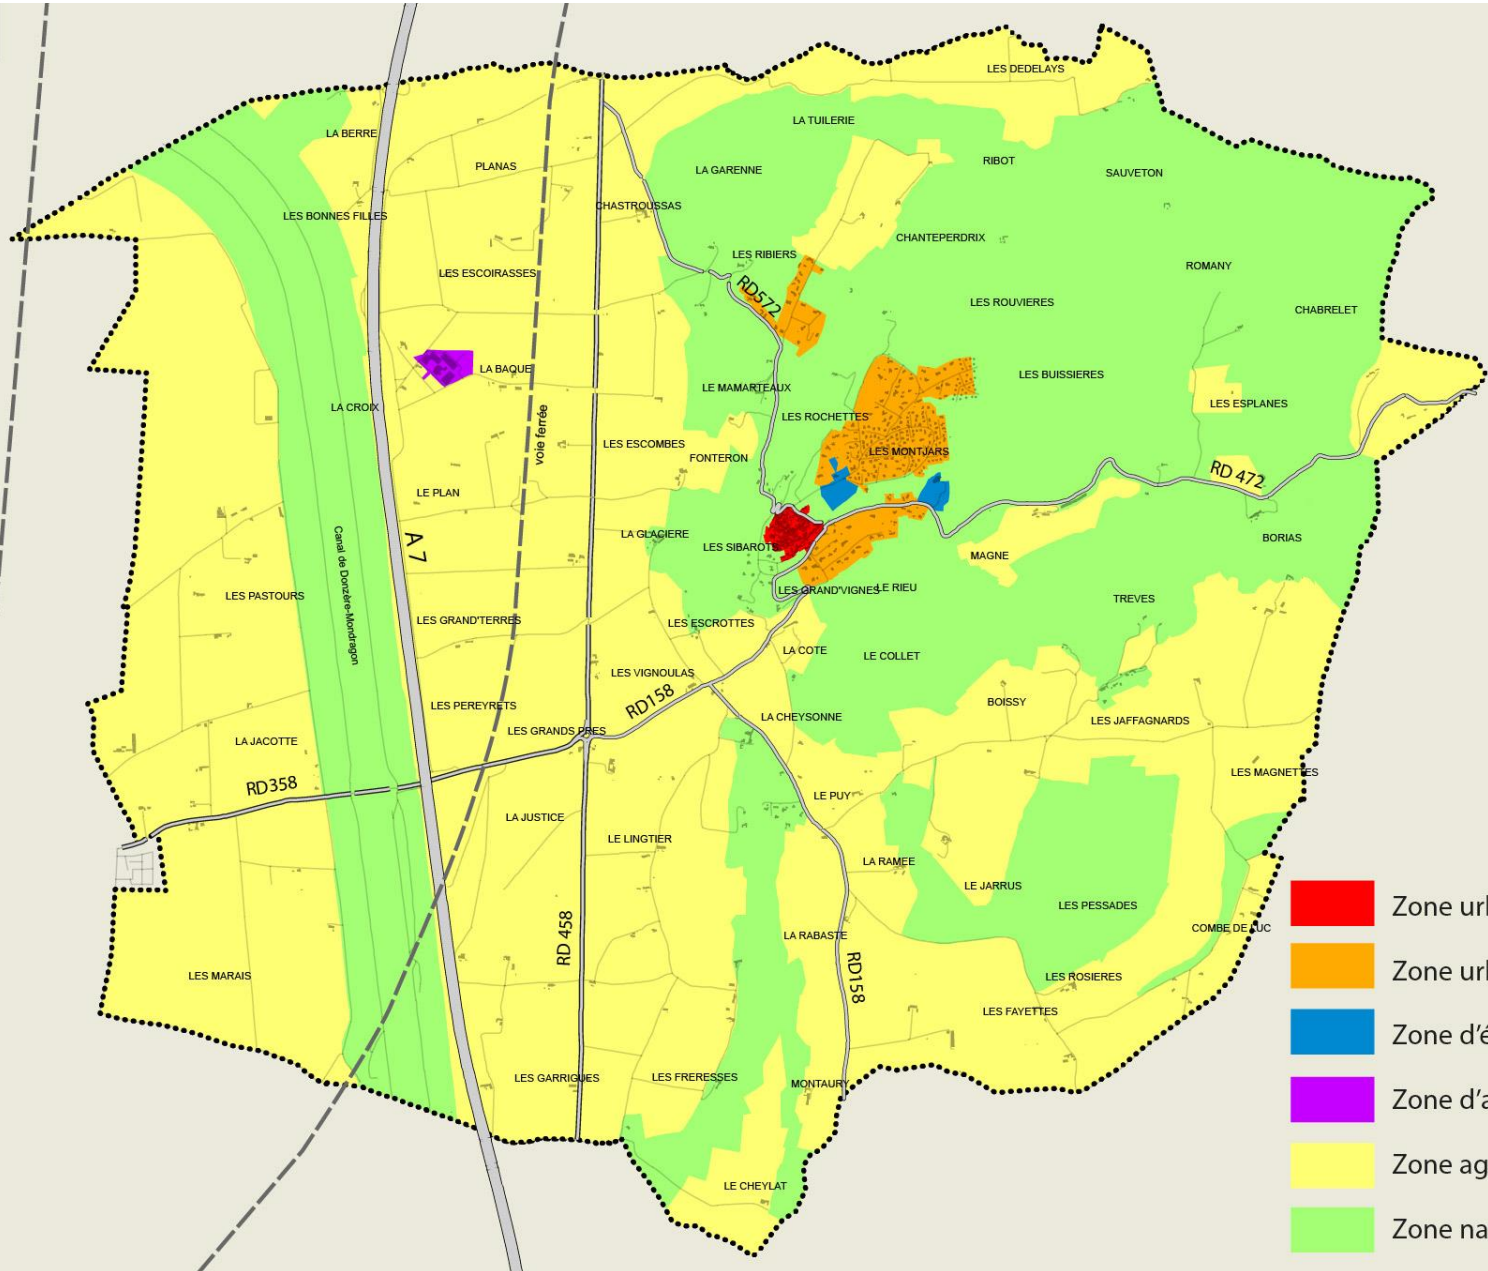 LES DEDELAYS
LA TUILERIE
LA BERRE
PLANAS
LA GARENNE
RIBOT
SAUVETON
CHASTROUSSAS
LES BONNES FILLES
CHANTEPERDRIX
LES RIBIERS
ROMANY
LES ESCOIRASSES
RD572
LES ROUVIERES
CHABRELET
LA BAQUE
LES BUISSIERES
LE MAMARTEAUX
LA CROIX
LES ESPLANES
LES ROCHETTES
voie ferrée
LES ESCOMBES
LES MONTJARS
FONTERON
RD 472
LE PLAN
A 7
LA GLACIERE
LES SIBAROTS
BORIAS
MAGNE
Canal de Donzère-Mondragon
LES PASTOURS
LES GRAND'VIGNES
LE RIEU
TREVES
LES GRAND'TERRES
LES ESCROTTES
LA COTE
LE COLLET
LES VIGNOULAS
RD158
LES PEREYRETS
BOISSY
LA CHEYSONNE
LES JAFFAGNARDS
LES GRANDS PRES
LA JACOTTE
LES MAGNETTES
RD358
LE PUY
LA JUSTICE
LE LINGTIER
LA RAMEE
LE JARRUS
LES PESSADES
Zone url
COMBE DE LUC
RD 458
LA RABASTE
LES MARAIS
RD158
LES ROSIERES
Zone url
LES FAYETTES
Zone d'é
LES GARRIGUES
LES FRERESSES
MONTAURY
Zone d'a
Zone ag
LE CHEYLAT
Zone na